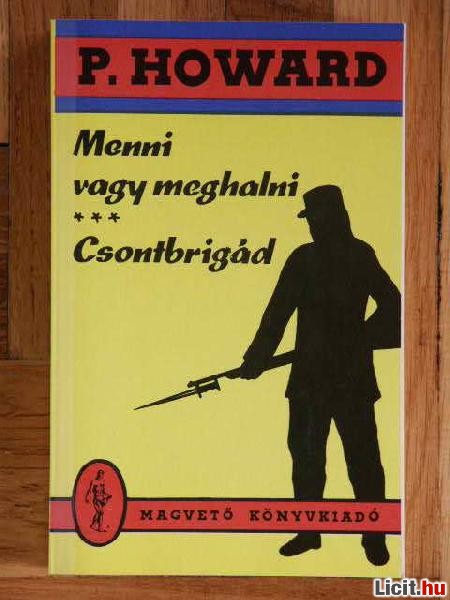 P. HOWARD
Menni
vagy meghalni
***
Csontbrigád
MAGVETŐ KÖNYVKIADÓ
Licit.hu